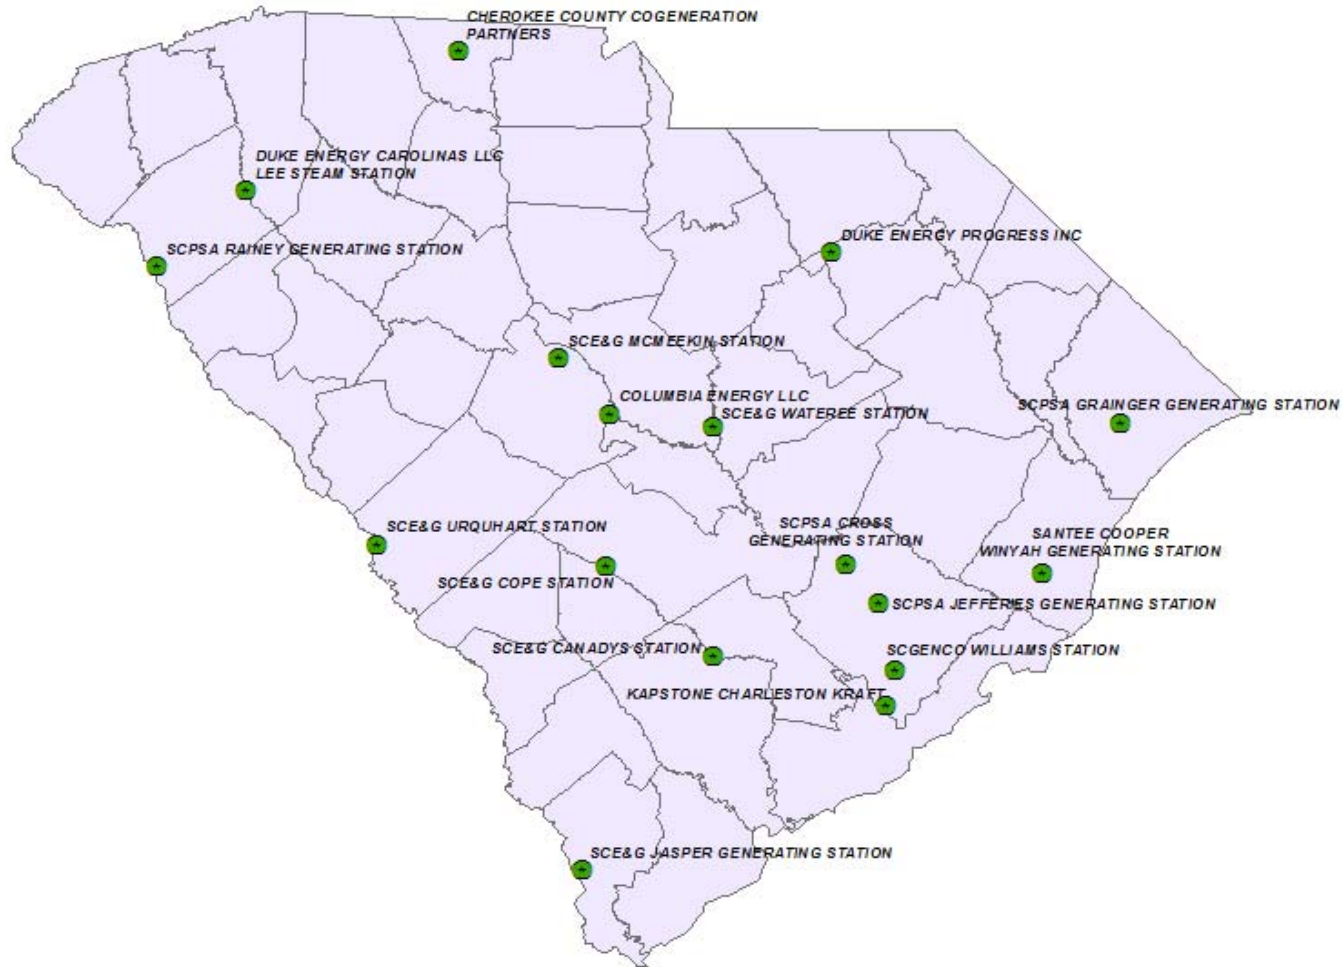 CHEROKEE COUNTY COGENERATION
PARTNERS
DUKE ENERGY CAROLINAS LLC
LEE STEAM STATION
DUKE ENERGY PROGRESS INC
SCPSA RAINEY GENERATING STATION
SCE&G MCMEEKIN STATION
COLUMBIA ENERGY LLC
SCE&G WATEREE STATION
SCPSA GRAINGER GENERATING STATION
SCE&G URQUHART STATION
SCPSA CROSS
GENERATING STATION
SANTEE COOPER
WINYAH GENERATING STATION
SCE&G COPE STATION
SCPSA JEFFERIES GENERATING STATION
SCE&G CANADYS STATION
SCGENCO WILLIAMS STATION
KAPSTONE CHARLESTON KRAFT
SCE&G JASPER GENERATING STATION